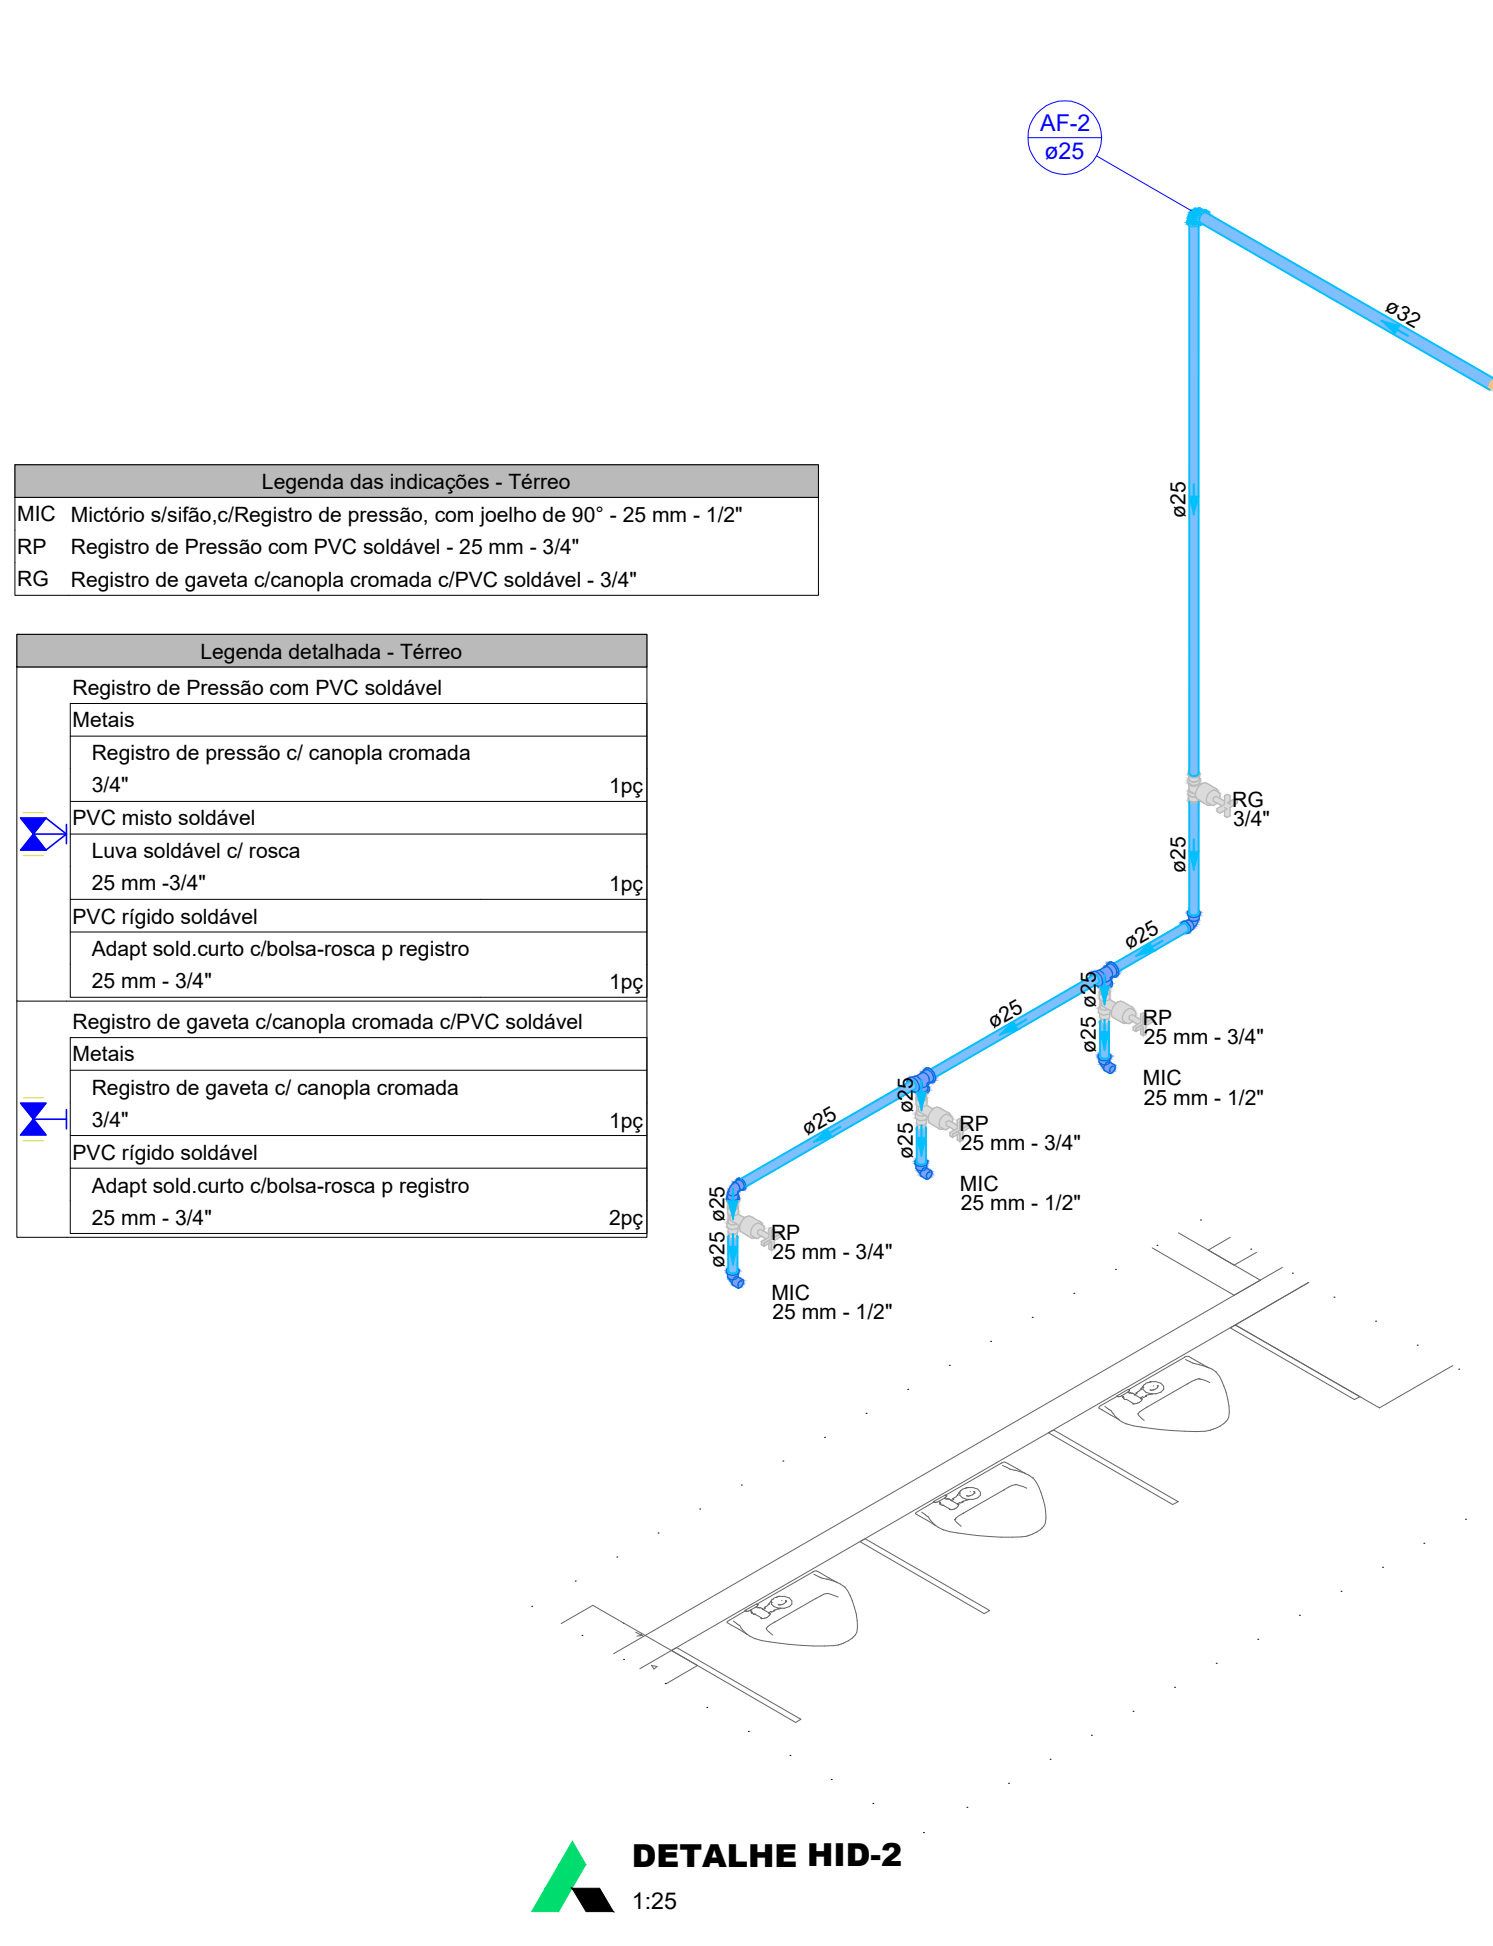 AF-2
ø25
ø32
ø25
Legenda das indicações - Térreo
MIC Mictório s/sifão,c/Registro de pressão, com joelho de 90° - 25 mm - 1/2"
RP Registro de Pressão com PVC soldável - 25 mm - 3/4"
RG Registro de gaveta c/canopla cromada c/PVC soldável - 3/4"
Legenda detalhada - Térreo
Registro de Pressão com PVC soldável
Metais
Registro de pressão c/ canopla cromada
3/4" 1pç
PVC misto soldável
Luva soldável c/ rosca
25 mm -3/4" 1pç
PVC rígido soldável
Adapt sold.curto c/bolsa-rosca p registro
25 mm - 3/4" 1pç
Registro de gaveta c/canopla cromada c/PVC soldável
Metais
Registro de gaveta c/ canopla cromada
3/4" 1pç
PVC rígido soldável
Adapt sold.curto c/bolsa-rosca p registro
25 mm - 3/4" 2pç
RG
3/4"
ø25
ø25
ø25
ø25
RP
25 mm - 3/4"
MIC
25 mm - 1/2"
ø25
ø25
ø25
RP
25 mm - 3/4"
MIC
25 mm - 1/2"
ø25
ø25
ø25
RP
25 mm - 3/4"
MIC
25 mm - 1/2"
DETALHE HID-2
1:25